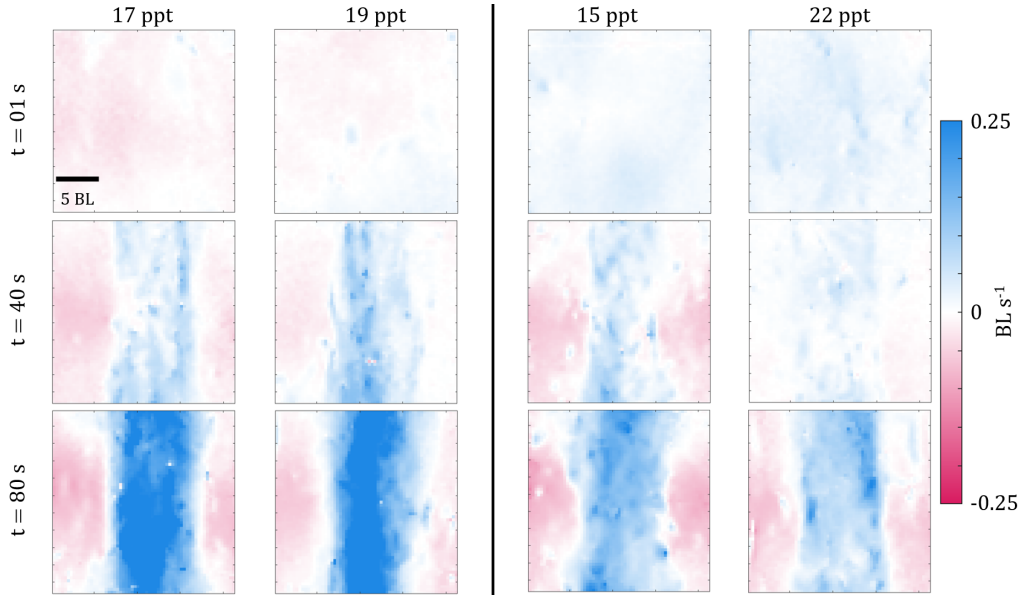 17 ppt 19 ppt 15 ppt 22 ppt
t = 01 s
5 BL
t = 40 s
t = 80 s
0.25
0
-0.25
BL s⁻¹